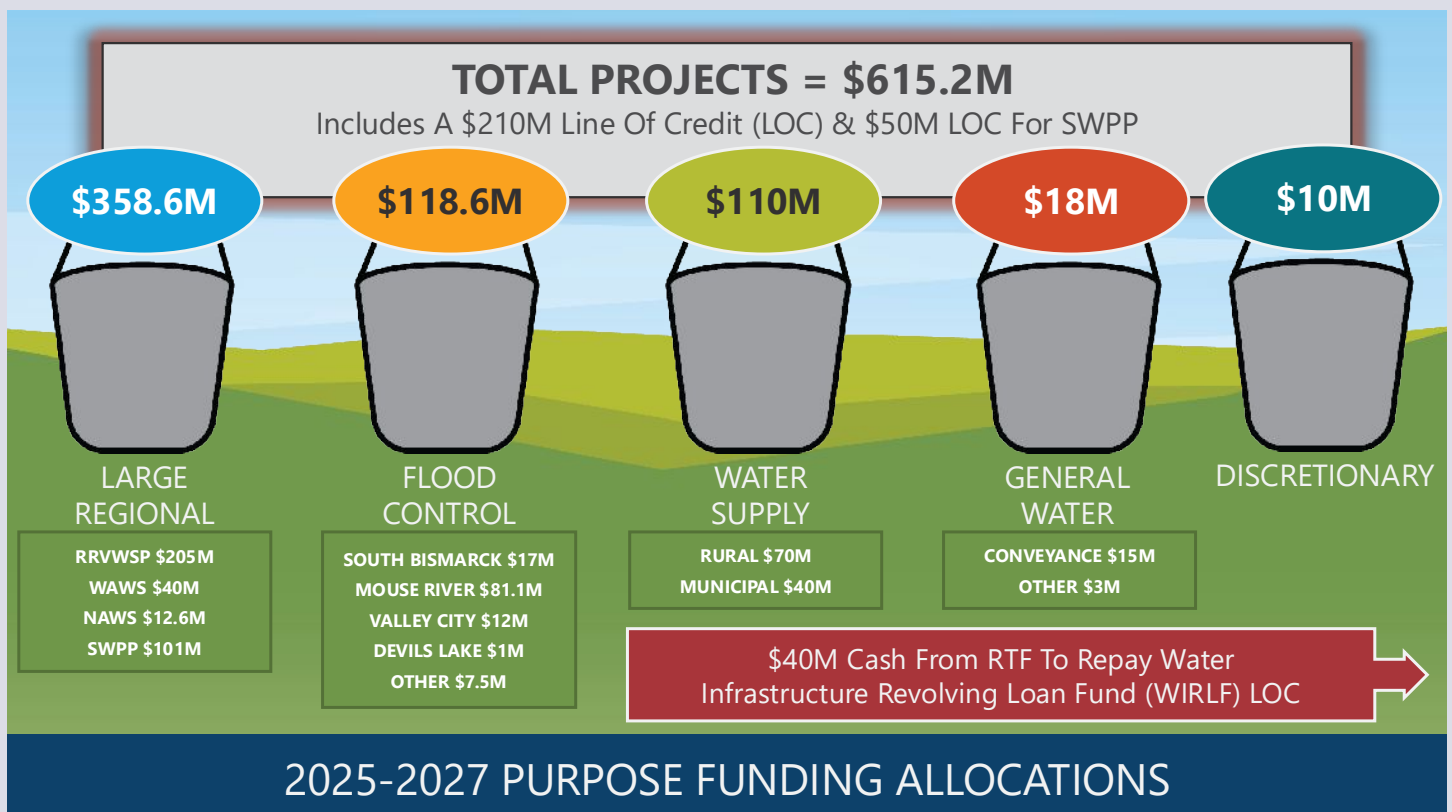 TOTAL PROJECTS = $615.2M
Includes A $210M Line Of Credit (LOC) & $50M LOC For SWPP
$358.6M
$118.6M
$110M
$18M
$10M
LARGE
REGIONAL
RRVWSP $205M
WAWS $40M
NAWS $12.6M
SWPP $101M
FLOOD
CONTROL
SOUTH BISMARCK $17M
MOUSE RIVER $81.1M
VALLEY CITY $12M
DEVILS LAKE $1M
OTHER $7.5M
WATER
SUPPLY
RURAL $70M
MUNICIPAL $40M
GENERAL
WATER
CONVEYANCE $15M
OTHER $3M
DISCRETIONARY
$40M Cash From RTF To Repay Water
Infrastructure Revolving Loan Fund (WIRLF) LOC
2025-2027 PURPOSE FUNDING ALLOCATIONS